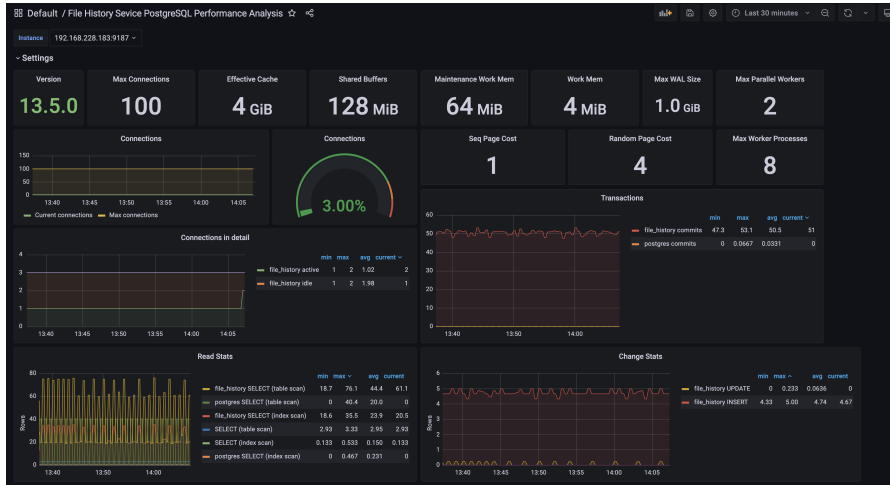 Default / File History Sevice PostgreSQL Performance Analysis
Last 30 minutes
Instance 192.168.228.183:9187
Settings
Version
13.5.0
Max Connections
100
Effective Cache
4 GiB
Shared Buffers
128 MiB
Maintenance Work Mem
64 MiB
Work Mem
4 MiB
Max WAL Size
1.0 GiB
Max Parallel Workers
2
Connections
150
100
50
0
13:40 13:45 13:50 13:55 14:00 14:05
Current connections Max connections
Connections
3.00%
Seq Page Cost
1
Random Page Cost
4
Max Worker Processes
8
Connections in detail
4
3
2
1
0
13:40 13:45 13:50 13:55 14:00 14:05
min max avg current
file_history active 1 2 1.02 2
file_history idle 1 2 1.98 1
Transactions
60
50
40
30
20
10
0
13:40 13:50 14:00
min max avg current
file_history commits 47.3 53.1 50.5 51
postgres commits 0 0.0667 0.0331 0
Read Stats
Rows
80
60
40
20
0
13:40 13:50 14:00
min max avg current
file_history SELECT (table scan) 18.7 76.1 44.4 61.1
postgres SELECT (table scan) 0 40.4 20.0 0
file_history SELECT (index scan) 18.6 35.5 23.9 20.5
SELECT (table scan) 2.93 3.33 2.95 2.93
SELECT (index scan) 0.133 0.533 0.150 0.133
postgres SELECT (index scan) 0 0.467 0.231 0
Change Stats
Rows
6
5
4
3
2
1
0
13:40 13:45 13:50 13:55 14:00 14:05
min max avg current
file_history UPDATE 0 0.233 0.0636 0
file_history INSERT 4.33 5.00 4.74 4.67